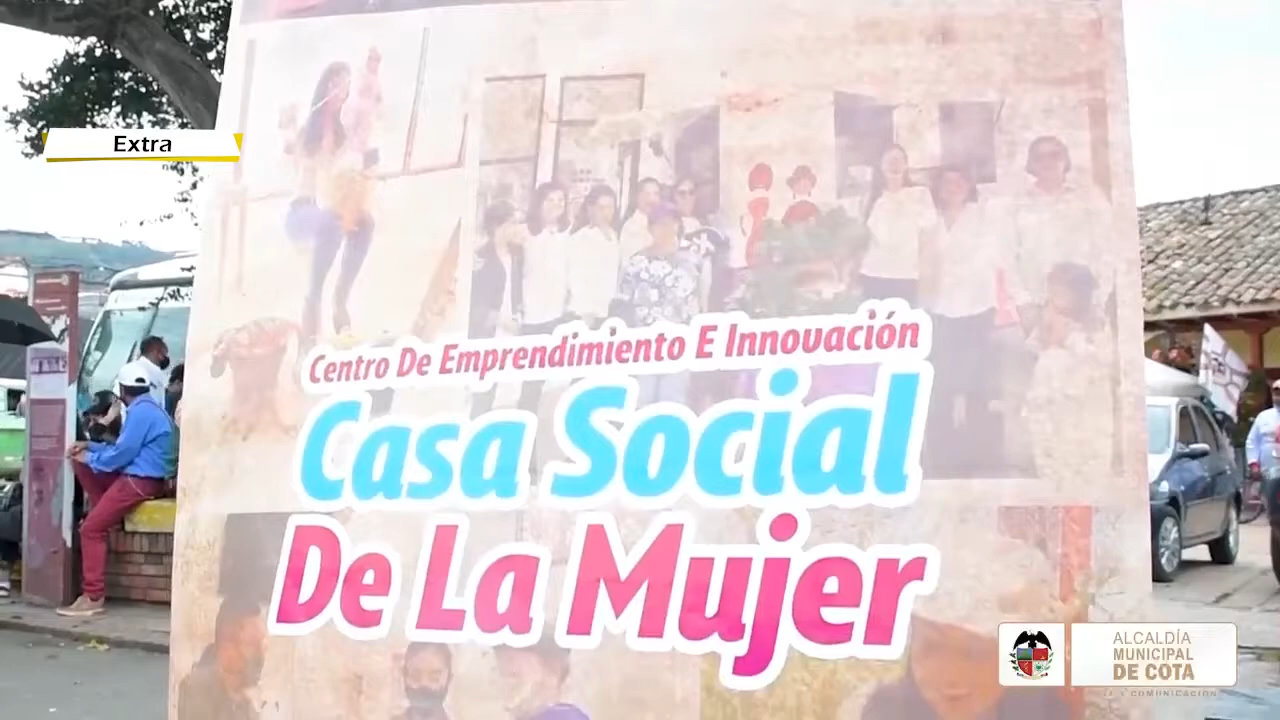 Extra
Centro De Emprendimiento E Innovación
Casa Social
De La Mujer
ALCALDÍA
MUNICIPAL
DE COTA